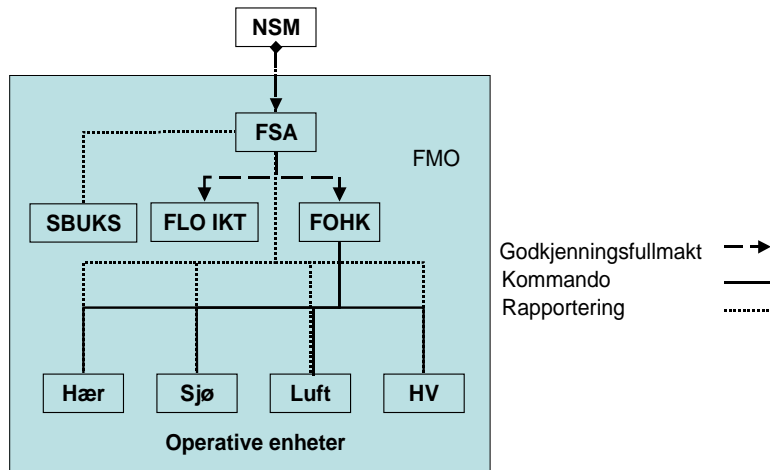 NSM
FSA
FMO
SBUKS
FLO IKT
FOHK
Godkjenningsfullmakt
Kommando
Rapportering
Hær
Sjø
Luft
HV
Operative enheter